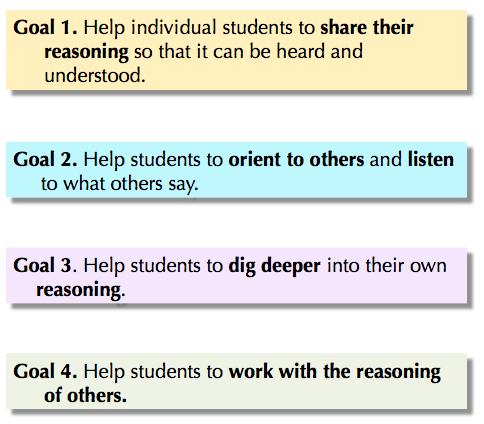 Goal 1. Help individual students to share their
reasoning so that it can be heard and
understood.
Goal 2. Help students to orient to others and listen
to what others say.
Goal 3. Help students to dig deeper into their own
reasoning.
Goal 4. Help students to work with the reasoning
of others.